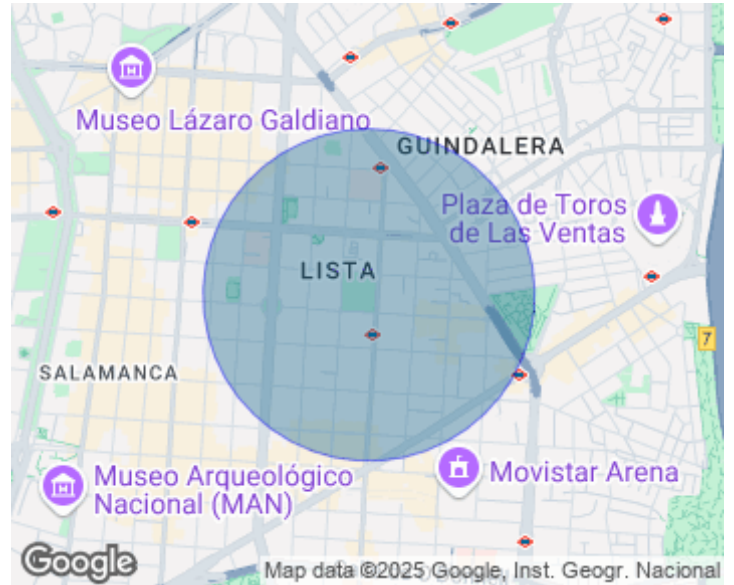 Museo Lázaro Galdiano
GUINDALERA
Plaza de Toros
de Las Ventas
LISTA
7
SALAMANCA
Museo Arqueológico
Nacional (MAN)
Movistar Arena
Google
Map data ©2025 Google, Inst. Geogr. Nacional